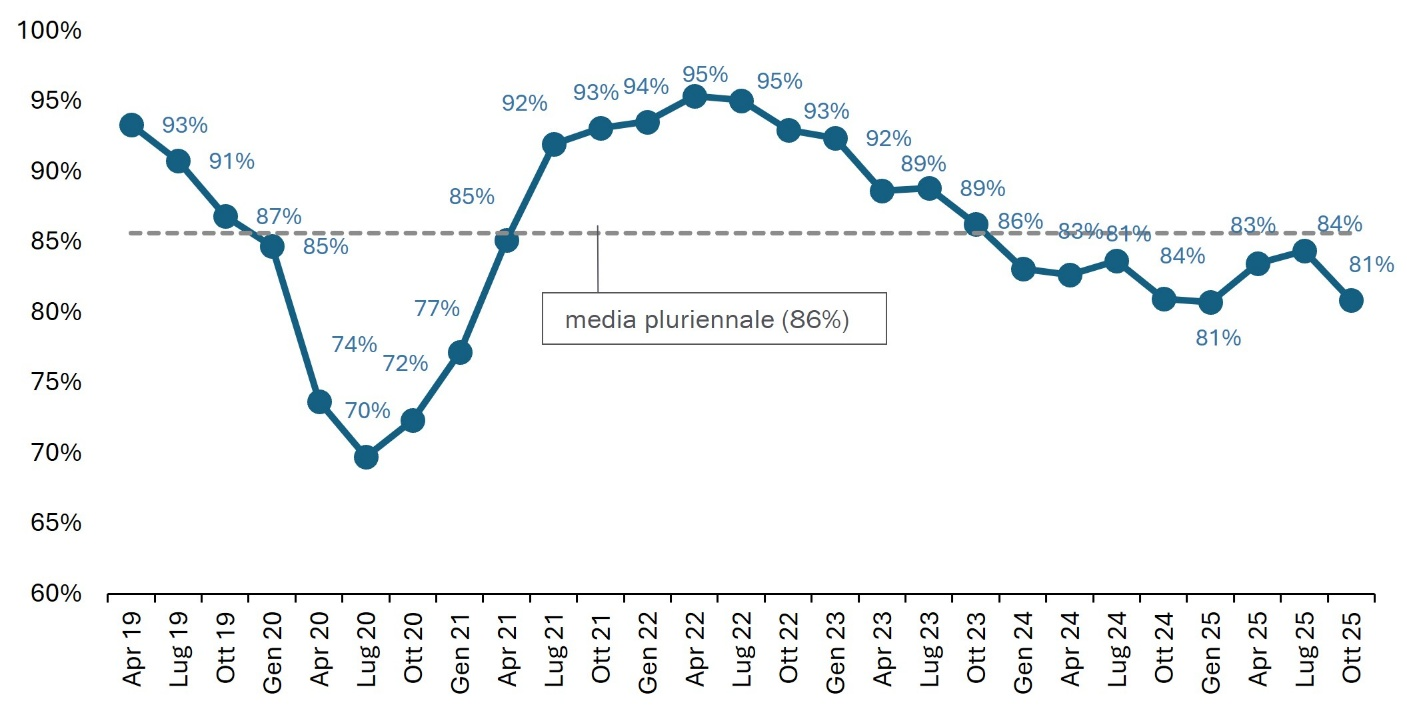 100%
95%
90%
85%
80%
75%
70%
65%
60%
93%
91%
87%
85%
74%
70%
72%
77%
85%
92%
93%
94%
95%
95%
93%
92%
89%
89%
86%
83%
81%
84%
81%
83%
84%
81%
media pluriennale (86%)
Apr 19
Lug 19
Ott 19
Gen 20
Apr 20
Lug 20
Ott 20
Gen 21
Apr 21
Lug 21
Ott 21
Gen 22
Apr 22
Lug 22
Ott 22
Gen 23
Apr 23
Lug 23
Ott 23
Gen 24
Apr 24
Lug 24
Ott 24
Gen 25
Apr 25
Lug 25
Ott 25